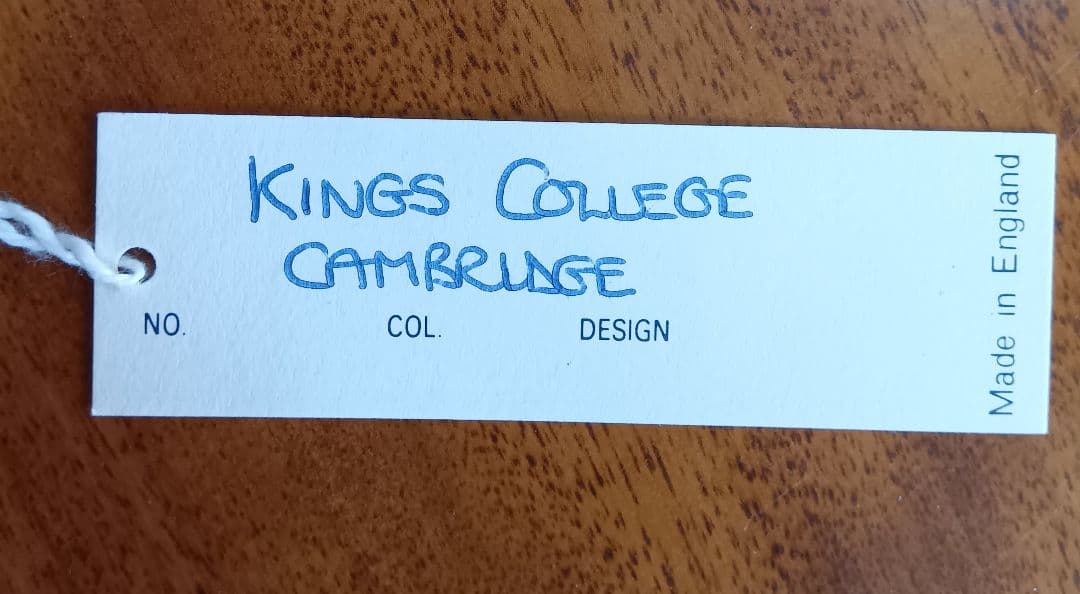 KINGS COLLEGE
CAMBRIDGE
NO. COL. DESIGN
Made in England